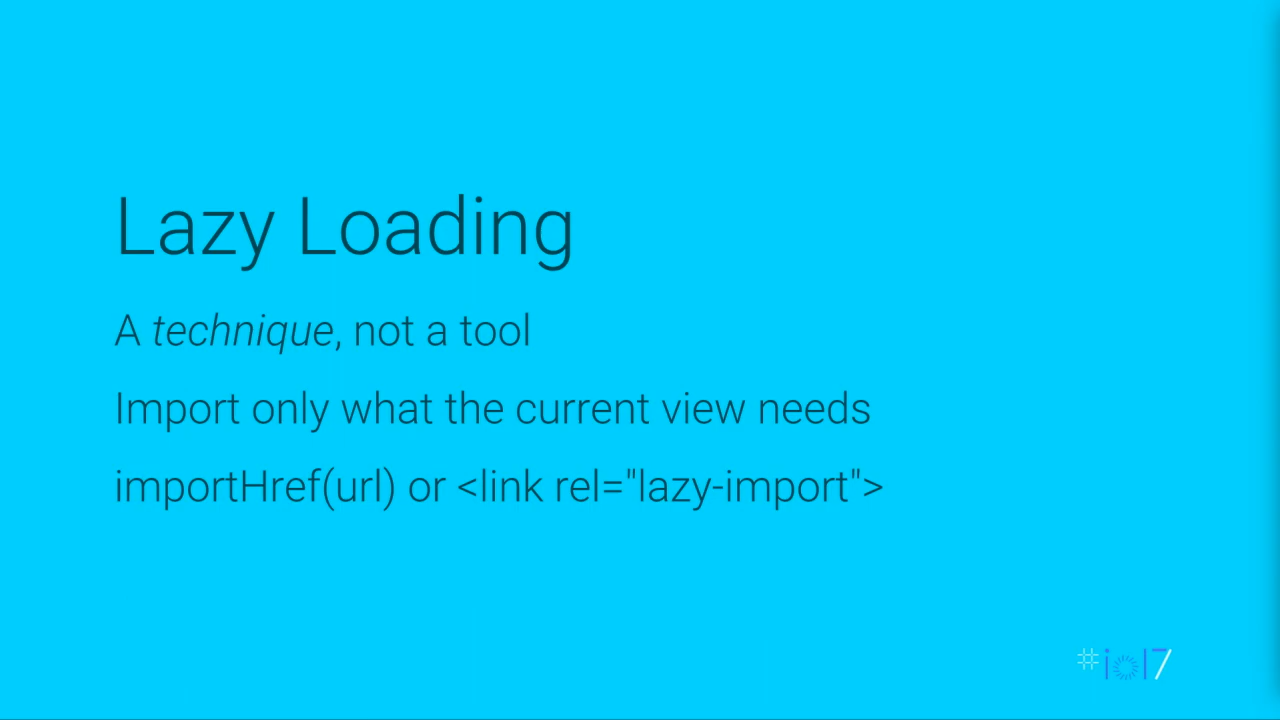 Lazy Loading
A technique, not a tool
Import only what the current view needs
importHref(url) or <link rel="lazy-import">
#io17